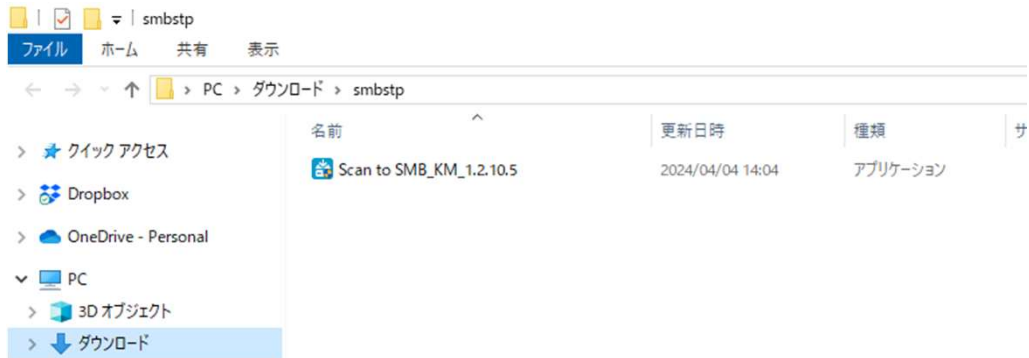 smbstp
ファイル ホーム 共有 表示
PC > ダウンロード > smbstp
名前 更新日時 種類 サ
クイック アクセス
Scan to SMB_KM_1.2.10.5 2024/04/04 14:04 アプリケーション
Dropbox
OneDrive - Personal
PC
3D オブジェクト
ダウンロード